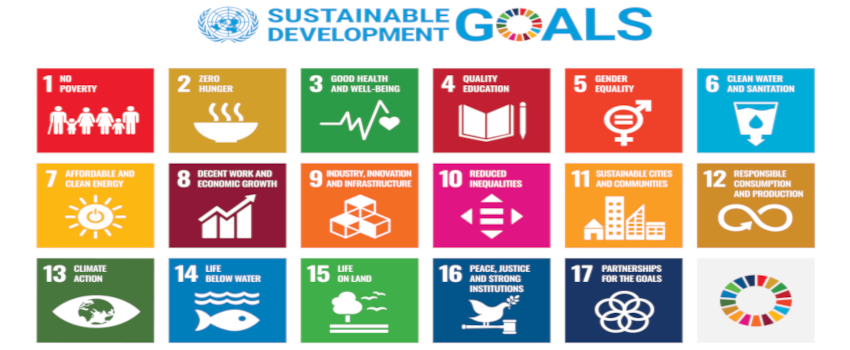 SUSTAINABLE
DEVELOPMENT GOALS
1 NO
POVERTY
2 ZERO
HUNGER
3 GOOD HEALTH
AND WELL-BEING
4 QUALITY
EDUCATION
5 GENDER
EQUALITY
6 CLEAN WATER
AND SANITATION
7 AFFORDABLE AND
CLEAN ENERGY
8 DECENT WORK AND
ECONOMIC GROWTH
9 INDUSTRY, INNOVATION
AND INFRASTRUCTURE
10 REDUCED
INEQUALITIES
11 SUSTAINABLE CITIES
AND COMMUNITIES
12 RESPONSIBLE
CONSUMPTION
AND PRODUCTION
13 CLIMATE
ACTION
14 LIFE
BELOW WATER
15 LIFE
ON LAND
16 PEACE, JUSTICE
AND STRONG
INSTITUTIONS
17 PARTNERSHIPS
FOR THE GOALS